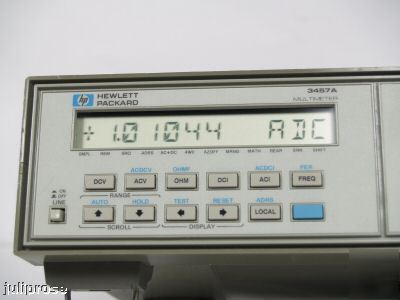 hp HEWLETT PACKARD
3457A
MULTIMETER
+ 1.01044 ADC
SMPL REM SRQ ADRS AC+DC 4W AZOFF MRNG MATH REAR ERR SHIFT
ACDCV OHMF ACDCI PER
DCV ACV OHM DCI ACI FREQ
ON
OFF
LINE
RANGE
AUTO HOLD TEST RESET ADRS
LOCAL
SCROLL DISPLAY
juliprose